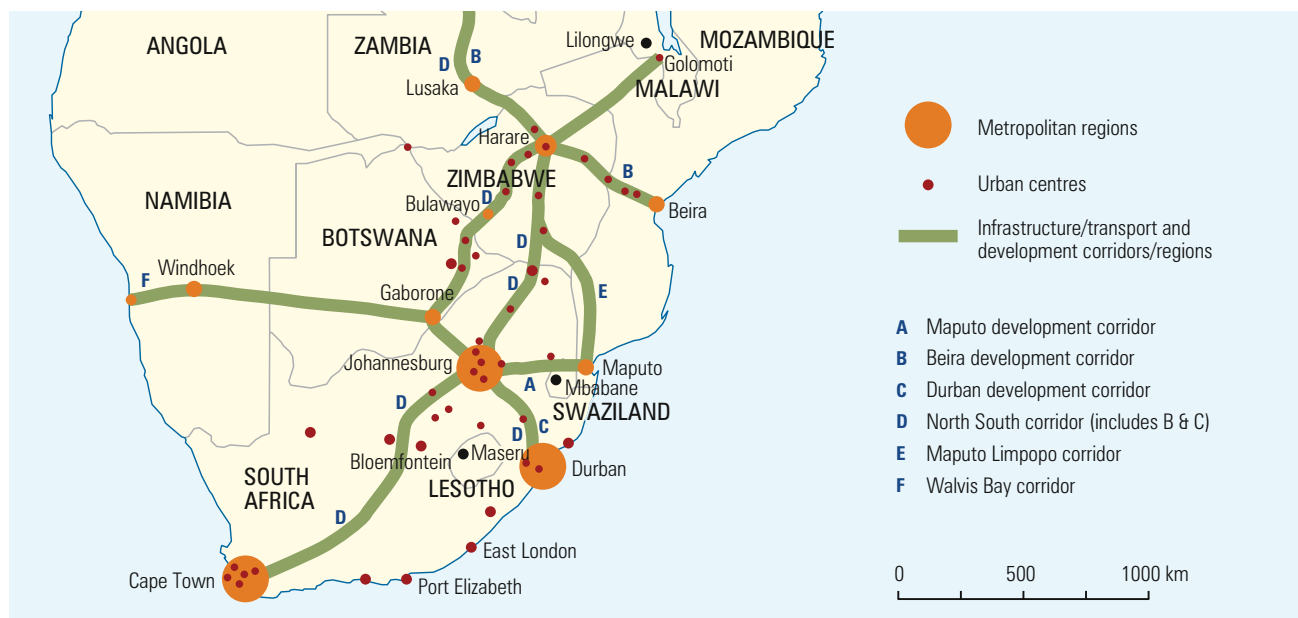 ANGOLA
ZAMBIA
Lilongwe
MOZAMBIQUE
D
B
Golomoti
Lusaka
MALAWI
Harare
ZIMBABWE
B
NAMIBIA
D
Bulawayo
Beira
BOTSWANA
D
F
Windhoek
D
E
Gaborone
Johannesburg
Maputo
A
Mbabane
D
SWAZILAND
C
D
Bloemfontein
Maseru
Durban
SOUTH
AFRICA
LESOTHO
D
East London
Cape Town
Port Elizabeth
Metropolitan regions
Urban centres
Infrastructure/transport and
development corridors/regions
A Maputo development corridor
B Beira development corridor
C Durban development corridor
D North South corridor (includes B & C)
E Maputo Limpopo corridor
F Walvis Bay corridor
0 500 1000 km